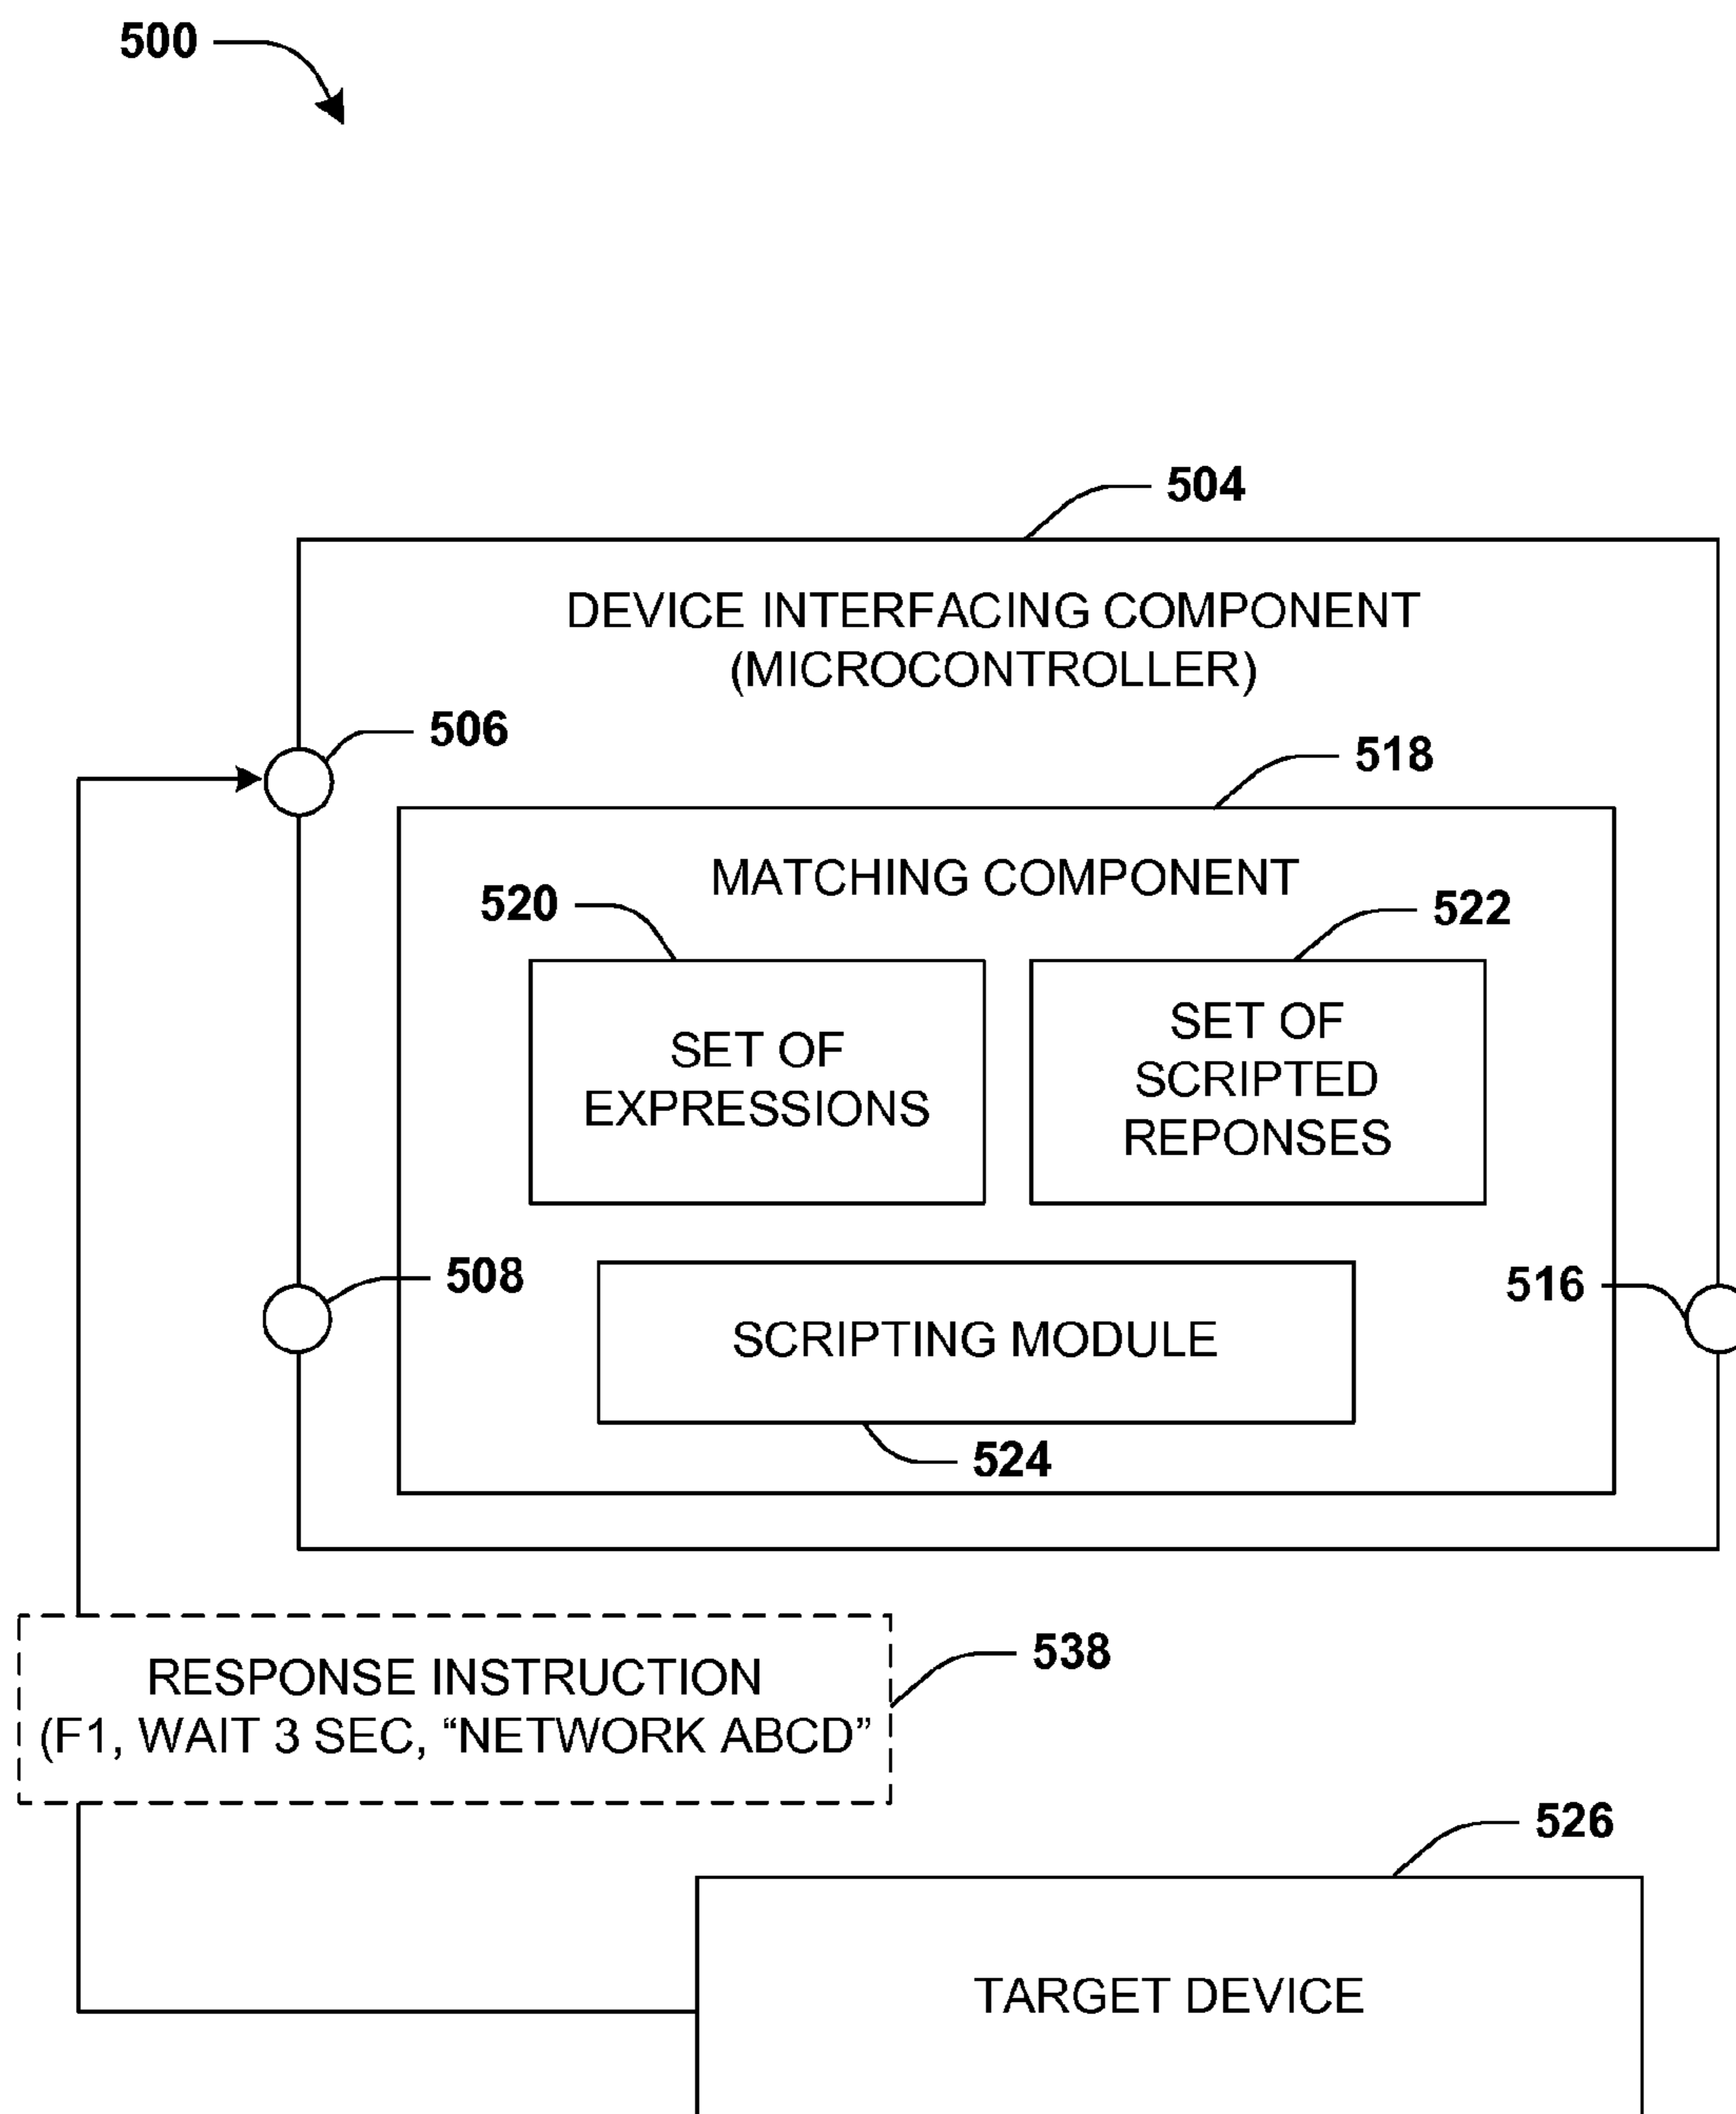 500
504
DEVICE INTERFACING COMPONENT
(MICROCONTROLLER)
506
518
MATCHING COMPONENT
520
522
SET OF
EXPRESSIONS
SET OF
SCRIPTED
REPONSES
508
516
SCRIPTING MODULE
524
RESPONSE INSTRUCTION
(F1, WAIT 3 SEC, “NETWORK ABCD”
538
526
TARGET DEVICE